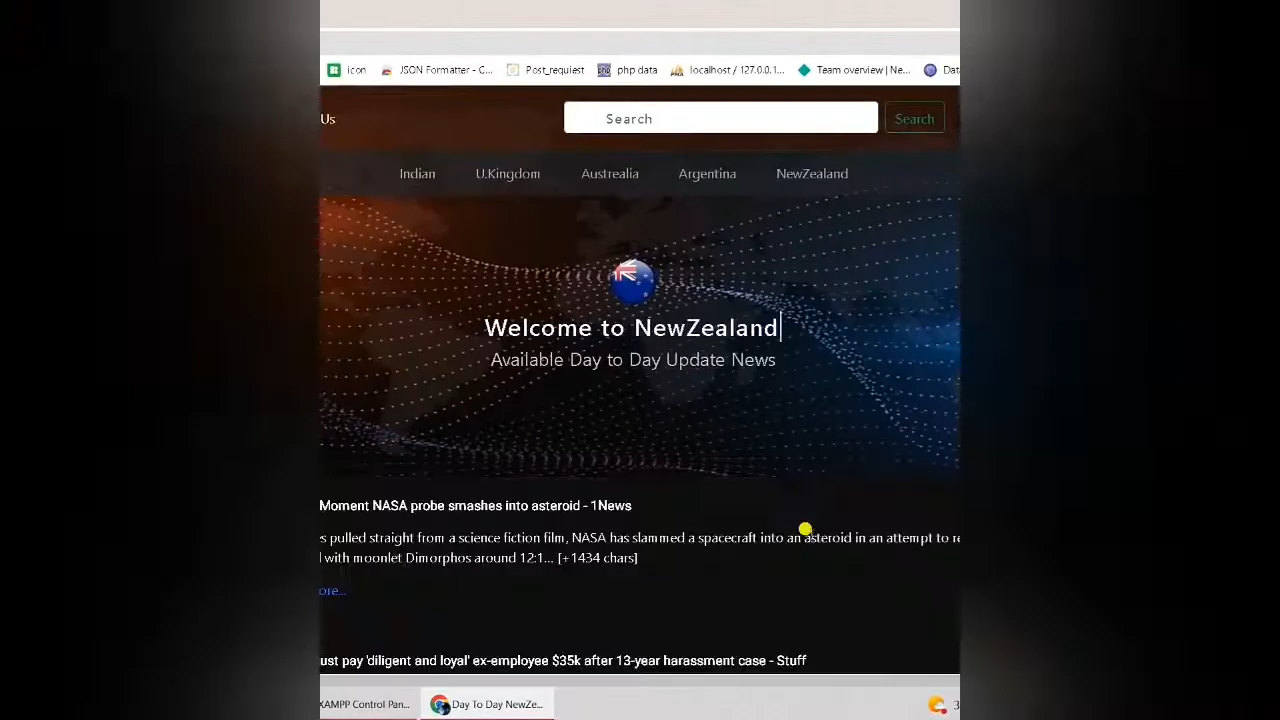 icon JSON Formatter - C... Post_requiest php data localhost / 127.0.0.1... Team overview | Ne... Dat
Us Search Search
Indian U.Kingdom Austrealia Argentina NewZealand
Welcome to NewZealand
Available Day to Day Update News
Moment NASA probe smashes into asteroid - 1News
s pulled straight from a science fiction film, NASA has slammed a spacecraft into an asteroid in an attempt to re
with moonlet Dimorphos around 12:1... [+1434 chars]
ore...
ust pay 'diligent and loyal' ex-employee $35k after 13-year harassment case - Stuff
XAMPP Control Pan... Day To Day NewZe... 3